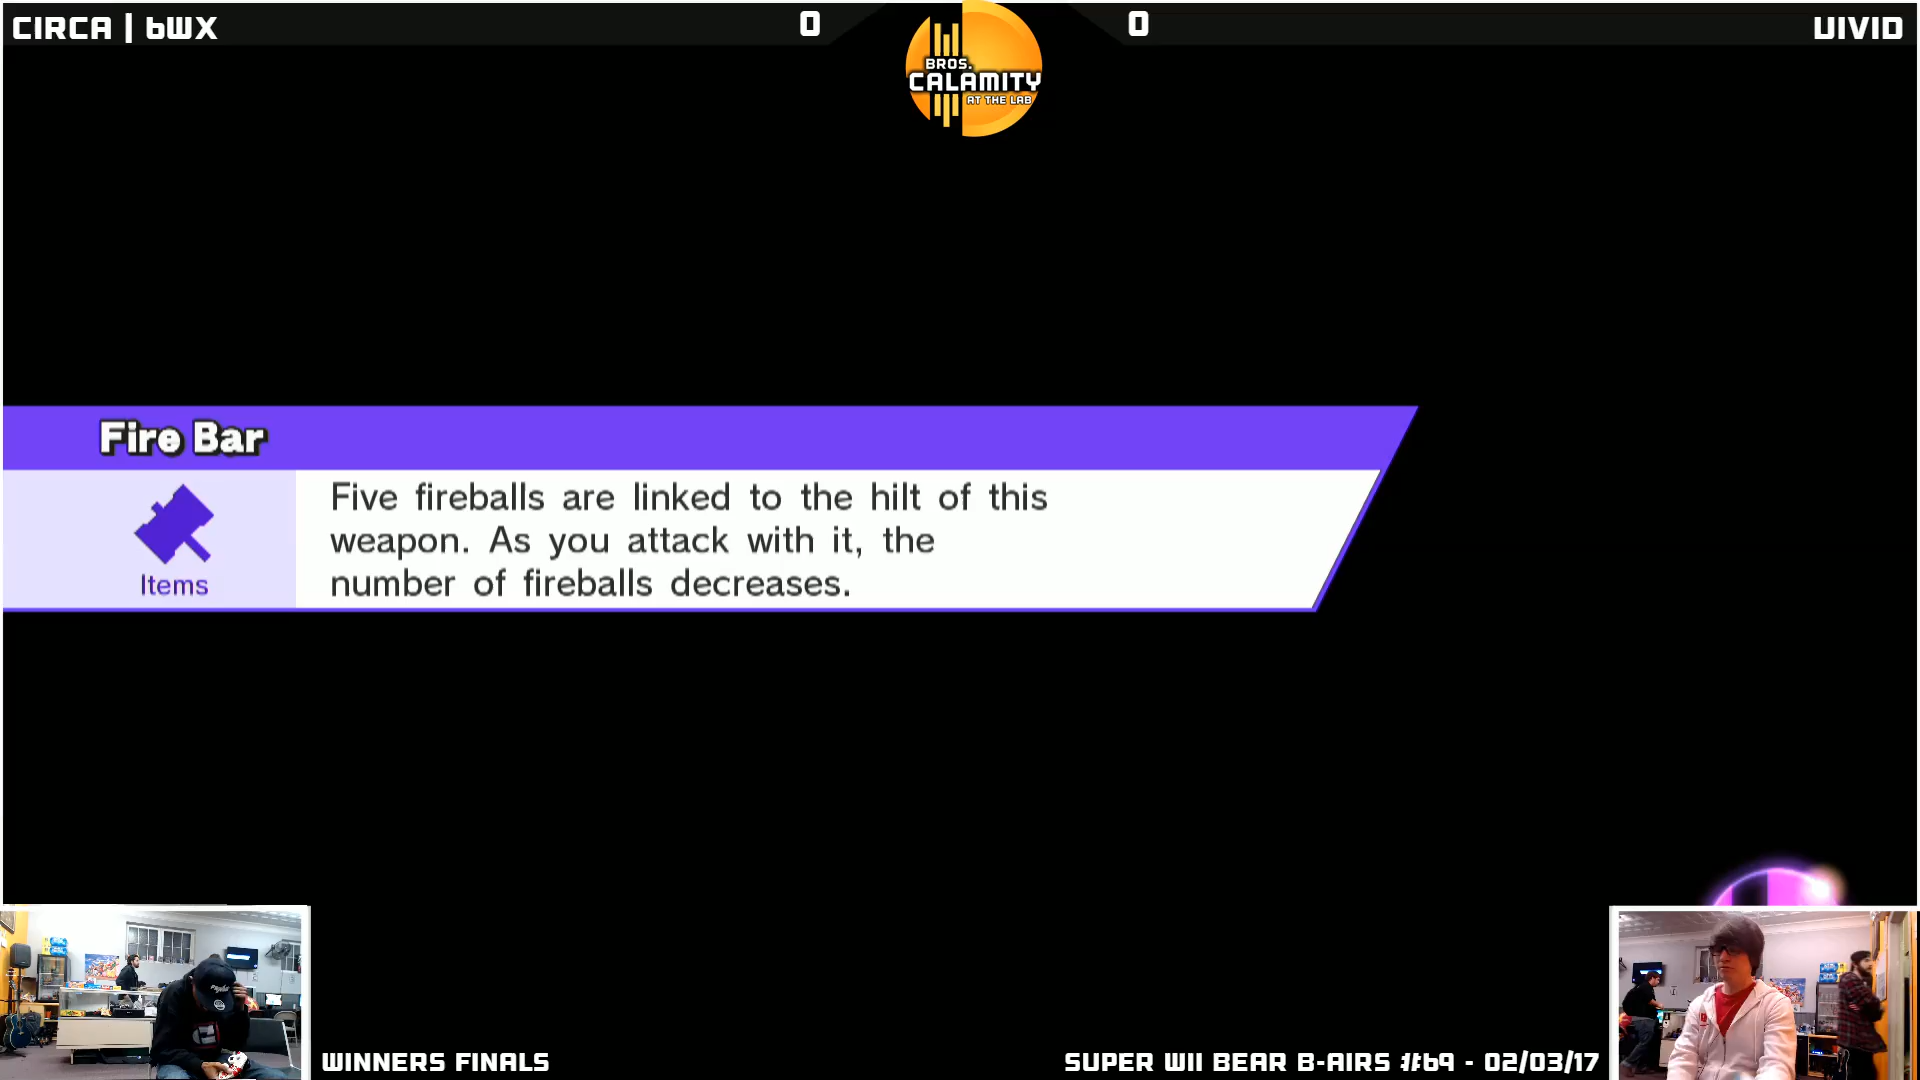 CIRCA | 6WX
0
0
VIVID
BROS.
CALAMITY
AT THE LAB
Fire Bar
Five fireballs are linked to the hilt of this
weapon. As you attack with it, the
number of fireballs decreases.
Items
WINNERS FINALS
SUPER WII BEAR B-AIRS #69 - 02/03/17